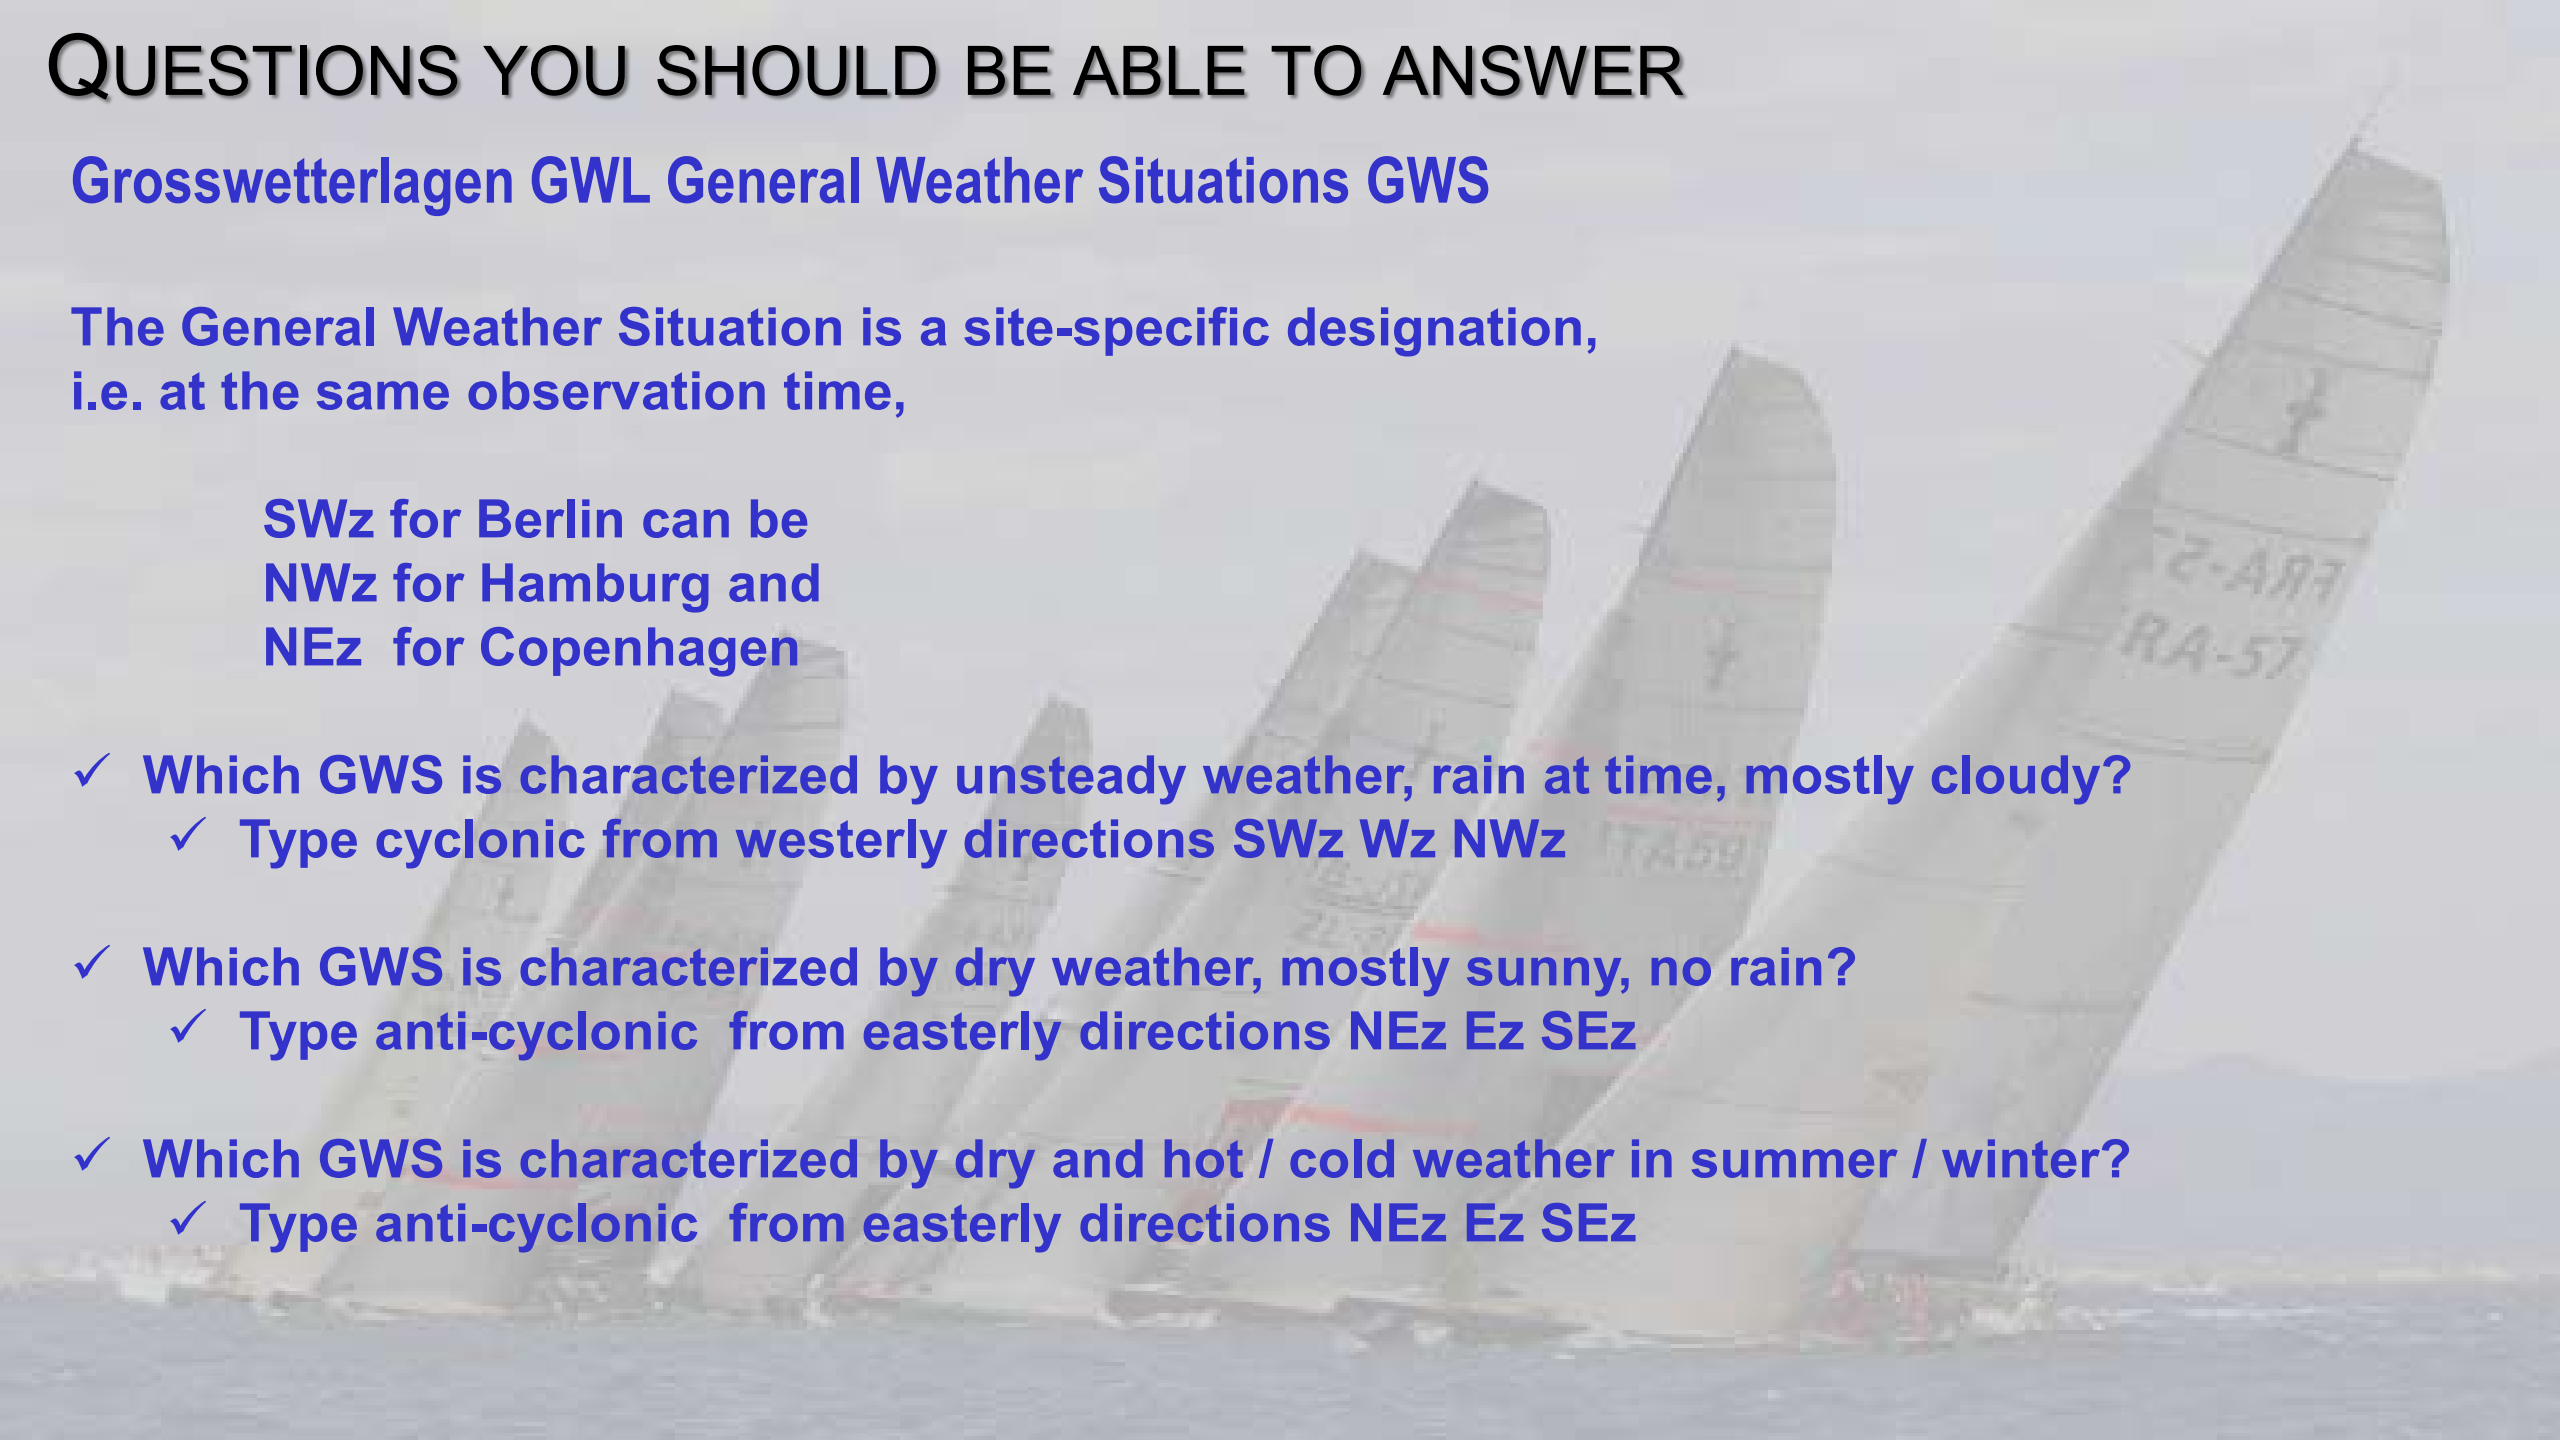 QUESTIONS YOU SHOULD BE ABLE TO ANSWER
Grosswetterlagen GWL General Weather Situations GWS
The General Weather Situation is a site-specific designation,
i.e. at the same observation time,
SWz for Berlin can be
NWz for Hamburg and
NEz for Copenhagen
✓ Which GWS is characterized by unsteady weather, rain at time, mostly cloudy?
✓ Type cyclonic from westerly directions SWz Wz NWz
✓ Which GWS is characterized by dry weather, mostly sunny, no rain?
✓ Type anti-cyclonic from easterly directions NEz Ez SEz
✓ Which GWS is characterized by dry and hot / cold weather in summer / winter?
✓ Type anti-cyclonic from easterly directions NEz Ez SEz
RA-57